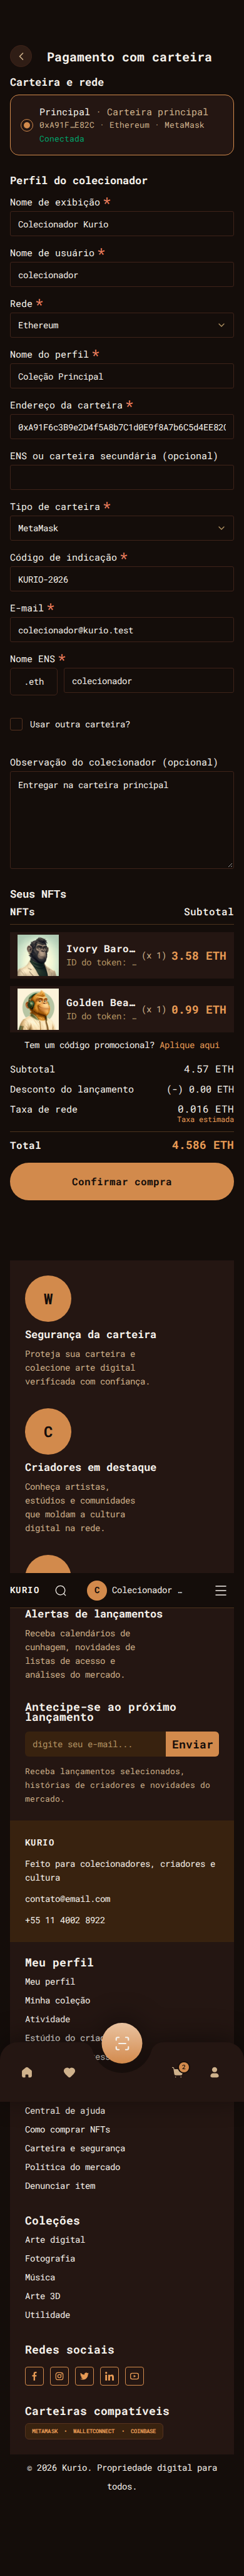 Pagamento com carteira
Carteira e rede
Principal · Carteira principal
0xA91F…E82C · Ethereum · MetaMask
Conectada
Perfil do colecionador
Nome de exibição *
Colecionador Kurio
Nome de usuário *
colecionador
Rede *
Ethereum
Nome do perfil *
Coleção Principal
Endereço da carteira *
0xA91F6c3B9e2D4f5A8b7C1d0E9f8A7b6C5d4EE82C
ENS ou carteira secundária (opcional)
Tipo de carteira *
MetaMask
Código de indicação *
KURIO-2026
E-mail *
colecionador@kurio.test
Nome ENS *
.eth colecionador
Usar outra carteira?
Observação do colecionador (opcional)
Entregar na carteira principal
Seus NFTs
NFTs Subtotal
Ivory Baro… (x 1) 3.58 ETH
ID do token: …
Golden Bea… (x 1) 0.99 ETH
ID do token: …
Tem um código promocional? Aplique aqui
Subtotal 4.57 ETH
Desconto do lançamento (-) 0.00 ETH
Taxa de rede 0.016 ETH
Taxa estimada
Total 4.586 ETH
Confirmar compra
W
Segurança da carteira
Proteja sua carteira e
colecione arte digital
verificada com confiança.
C
Criadores em destaque
Conheça artistas,
estúdios e comunidades
que moldam a cultura
digital na rede.
KURIO C Colecionador …
Alertas de lançamentos
Receba calendários de
cunhagem, novidades de
listas de acesso e
análises do mercado.
Antecipe-se ao próximo
lançamento
digite seu e-mail... Enviar
Receba lançamentos selecionados,
histórias de criadores e novidades do
mercado.
KURIO
Feito para colecionadores, criadores e
cultura
contato@email.com
+55 11 4002 8922
Meu perfil
Meu perfil
Minha coleção
Atividade
Estúdio do
2
Central de ajuda
Como comprar NFTs
Carteira e segurança
Política do mercado
Denunciar item
Coleções
Arte digital
Fotografia
Música
Arte 3D
Utilidade
Redes sociais
Carteiras compatíveis
METAMASK • WALLETCONNECT • COINBASE
© 2026 Kurio. Propriedade digital para
todos.